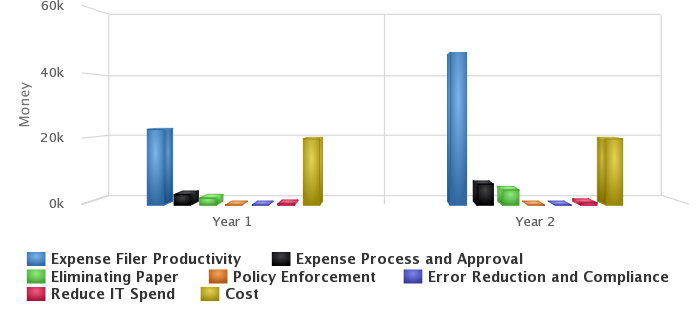 60k
40k
20k
0k
Money
Year 1 Year 2
Expense Filer Productivity Expense Process and Approval
Eliminating Paper Policy Enforcement Error Reduction and Compliance
Reduce IT Spend Cost